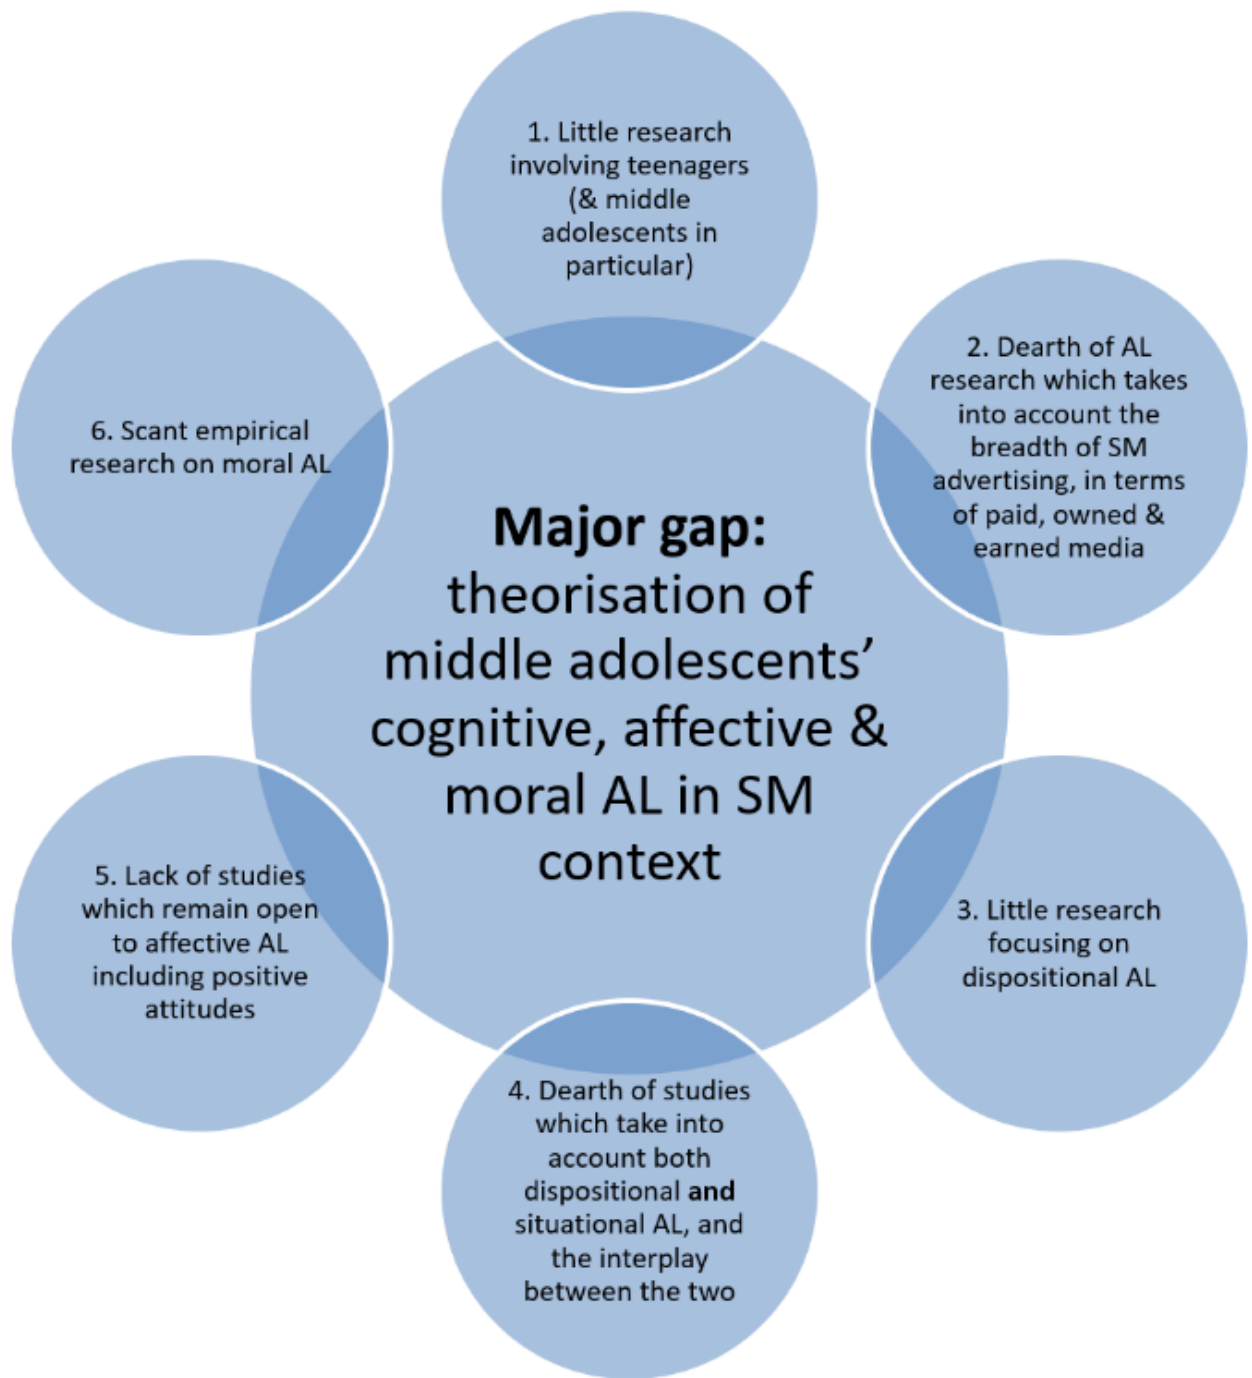 1. Little research
involving teenagers
(& middle
adolescents in
particular)
2. Dearth of AL
research which takes
into account the
breadth of SM
advertising, in terms
of paid, owned &
earned media
3. Little research
focusing on
dispositional AL
4. Dearth of studies
which take into
account both
dispositional and
situational AL, and
the interplay
between the two
5. Lack of studies
which remain open
to affective AL
including positive
attitudes
6. Scant empirical
research on moral AL
Major gap:
theorisation of
middle adolescents’
cognitive, affective &
moral AL in SM
context